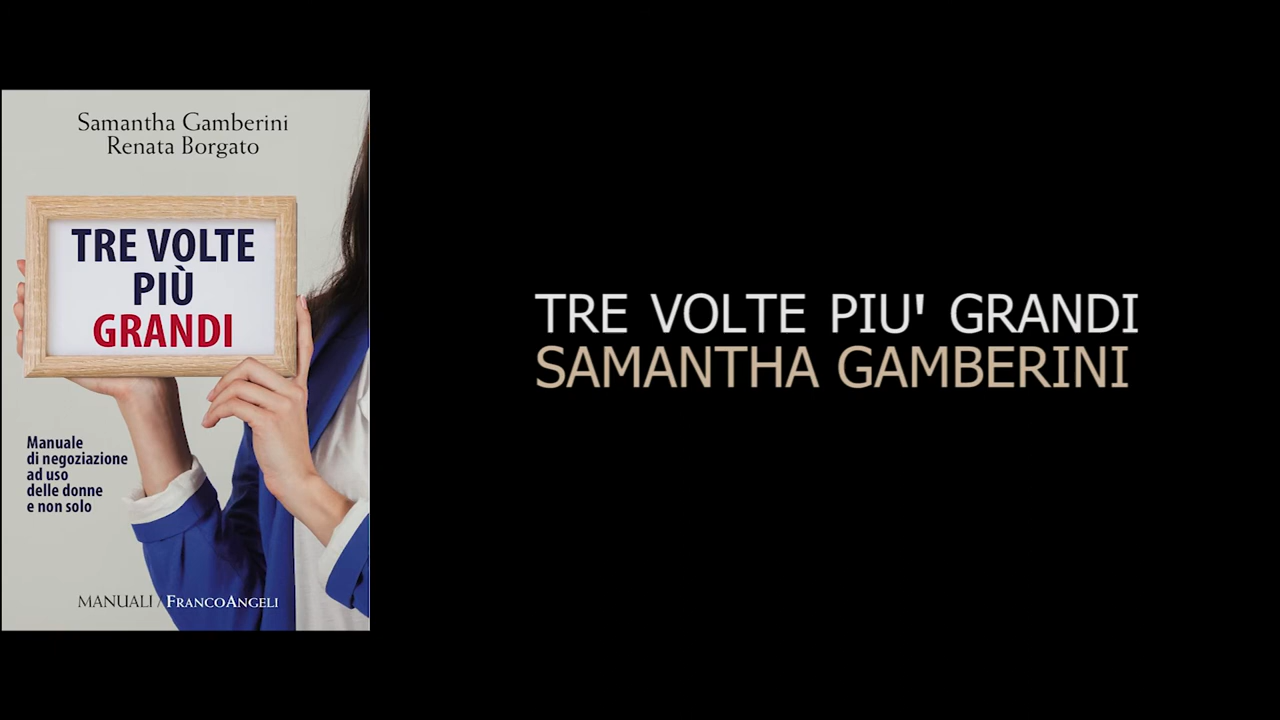 Samantha Gamberini
Renata Borgato
TRE VOLTE
PIÙ
GRANDI
Manuale
di negoziazione
ad uso
delle donne
e non solo
MANUALI / FRANCOANGELI
TRE VOLTE PIU' GRANDI
SAMANTHA GAMBERINI